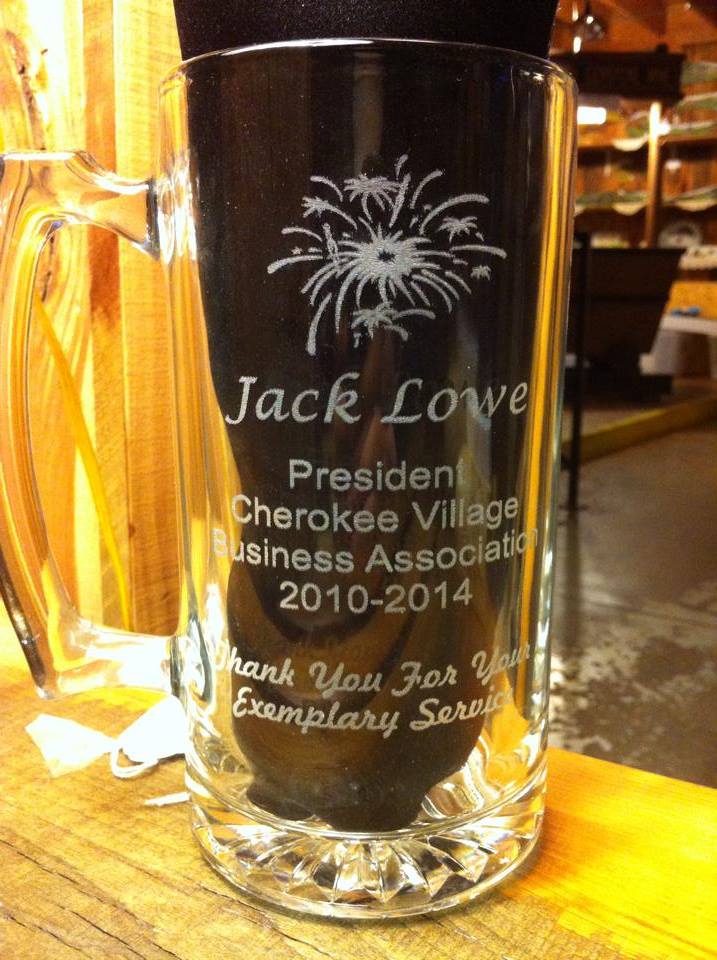 Jack Lowe
President
Cherokee Village
Business Association
2010-2014
Thank You For Your
Exemplary Service